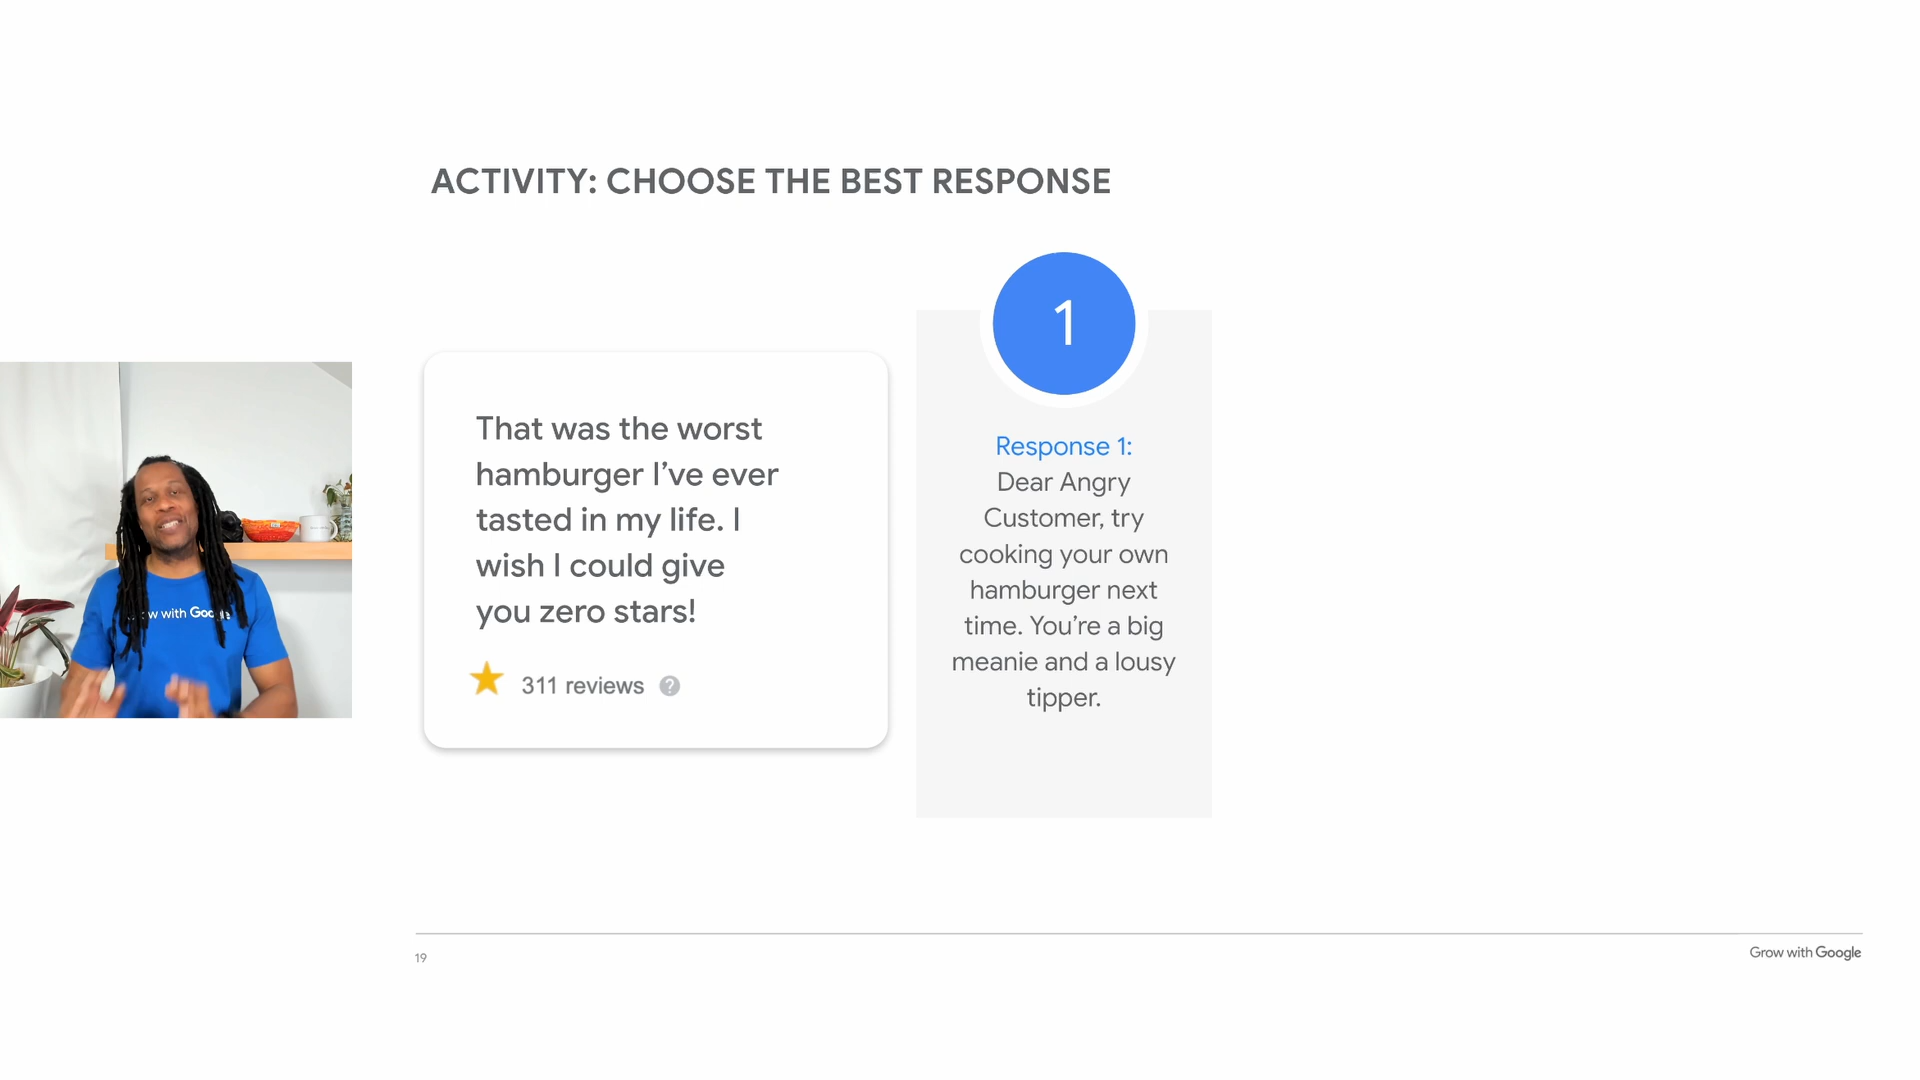 ACTIVITY: CHOOSE THE BEST RESPONSE
That was the worst
hamburger I’ve ever
tasted in my life. I
wish I could give
you zero stars!
311 reviews ?
1
Response 1:
Dear Angry
Customer, try
cooking your own
hamburger next
time. You’re a big
meanie and a lousy
tipper.
w with Goo
19
Grow with Google